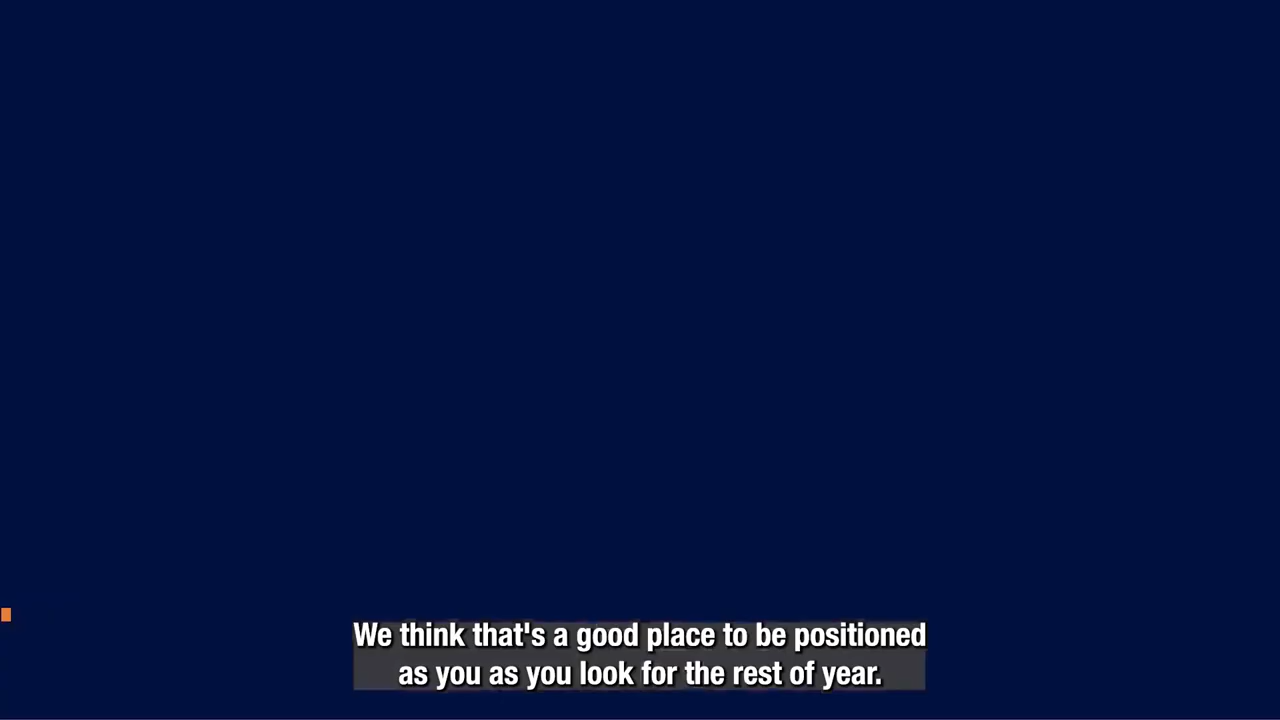 We think that's a good place to be positioned
as you as you look for the rest of year.